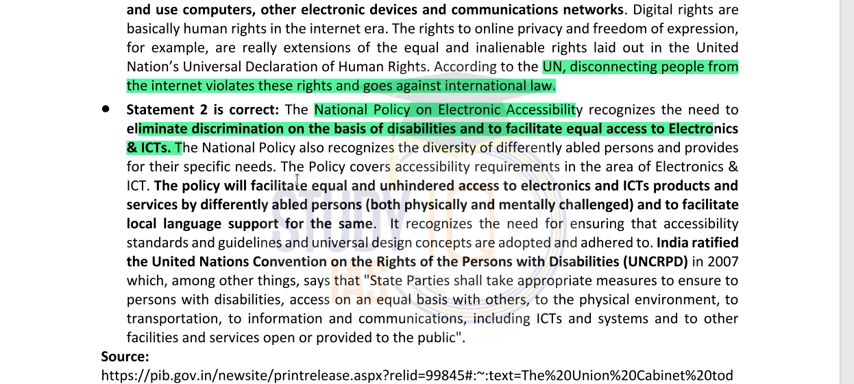 and use computers, other electronic devices and communications networks. Digital rights are
basically human rights in the internet era. The rights to online privacy and freedom of expression,
for example, are really extensions of the equal and inalienable rights laid out in the United
Nation's Universal Declaration of Human Rights. According to the UN, disconnecting people from
the internet violates these rights and goes against international law.
• Statement 2 is correct: The National Policy on Electronic Accessibility recognizes the need to
eliminate discrimination on the basis of disabilities and to facilitate equal access to Electronics
& ICTs. The National Policy also recognizes the diversity of differently abled persons and provides
for their specific needs. The Policy covers accessibility requirements in the area of Electronics &
ICT. The policy will facilitate equal and unhindered access to electronics and ICTs products and
services by differently abled persons (both physically and mentally challenged) and to facilitate
local language support for the same. It recognizes the need for ensuring that accessibility
standards and guidelines and universal design concepts are adopted and adhered to. India ratified
the United Nations Convention on the Rights of the Persons with Disabilities (UNCRPD) in 2007
which, among other things, says that "State Parties shall take appropriate measures to ensure to
persons with disabilities, access on an equal basis with others, to the physical environment, to
transportation, to information and communications, including ICTs and systems and to other
facilities and services open or provided to the public".
Source:
https://pib.gov.in/newsite/printrelease.aspx?relid=99845#:~:text=The%20Union%20Cabinet%20tod
STUDY IQ
IAS